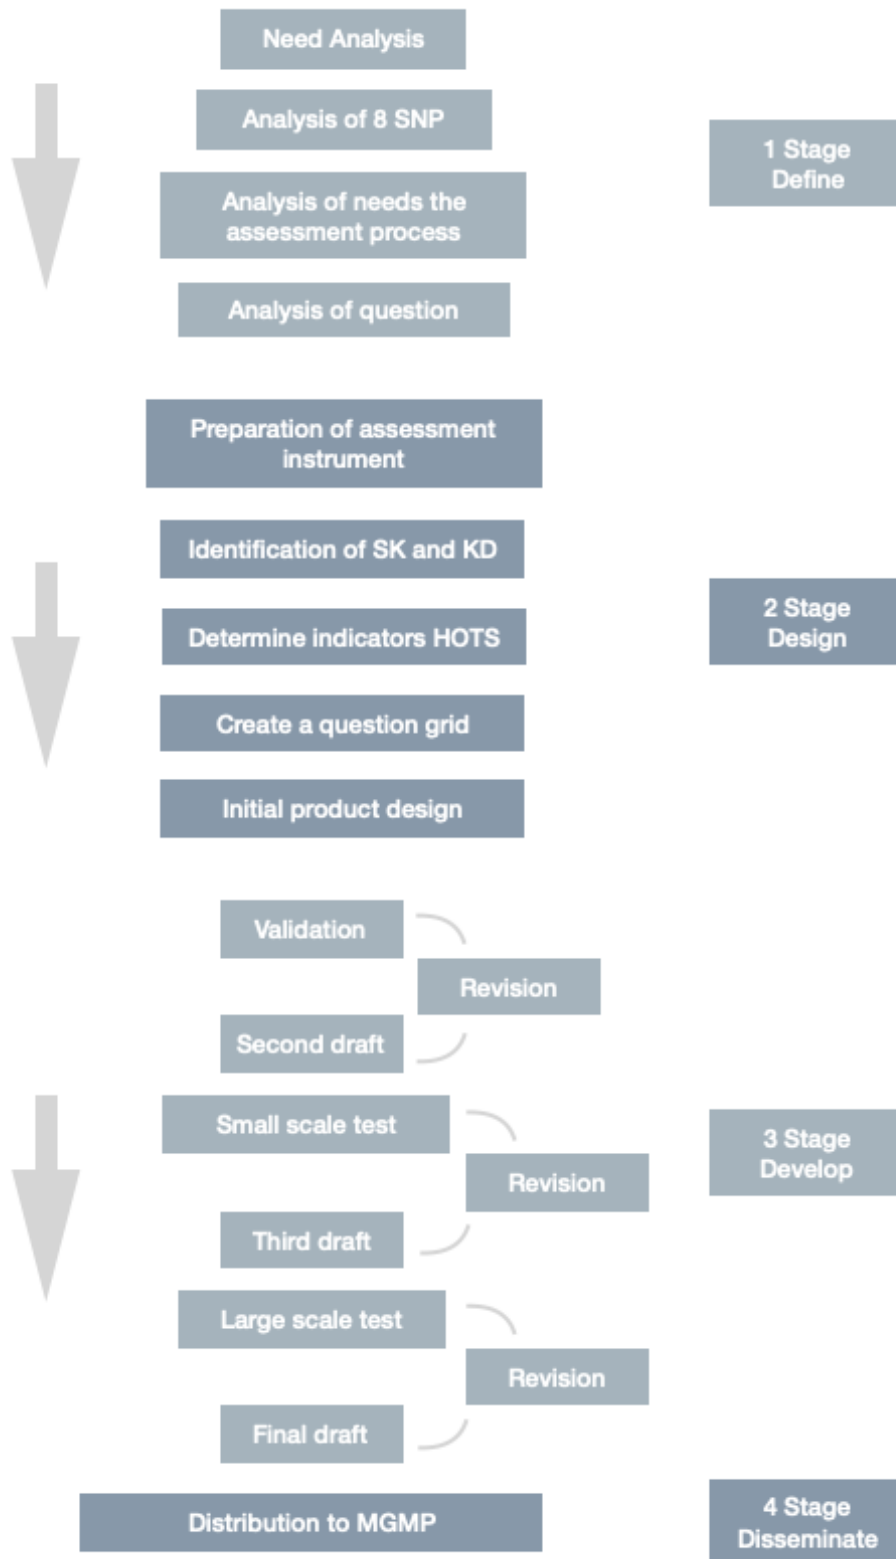 Need Analysis
Analysis of 8 SNP
1 Stage
Define
Analysis of needs the
assessment process
Analysis of question
Preparation of assessment
instrument
Identification of SK and KD
2 Stage
Design
Determine indicators HOTS
Create a question grid
Initial product design
Validation
Revision
Second draft
Small scale test
3 Stage
Develop
Revision
Third draft
Large scale test
Revision
Final draft
Distribution to MGMP
4 Stage
Disseminate